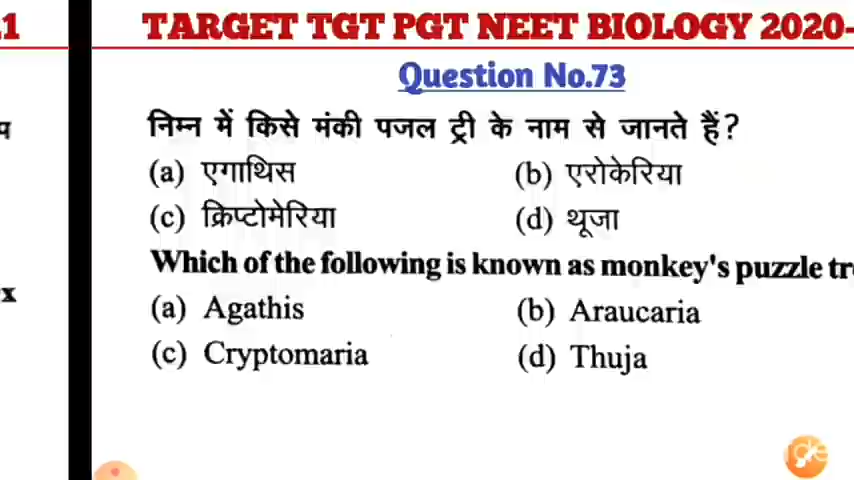 TARGET TGT PGT NEET BIOLOGY 2020-
Question No.73
निम्न में किसे मंकी पजल ट्री के नाम से जानते हैं?
(a) एगाथिस (b) एरोकेरिया
(c) क्रिप्टोमेरिया (d) थूजा
Which of the following is known as monkey's puzzle tr
(a) Agathis (b) Araucaria
(c) Cryptomaria (d) Thuja